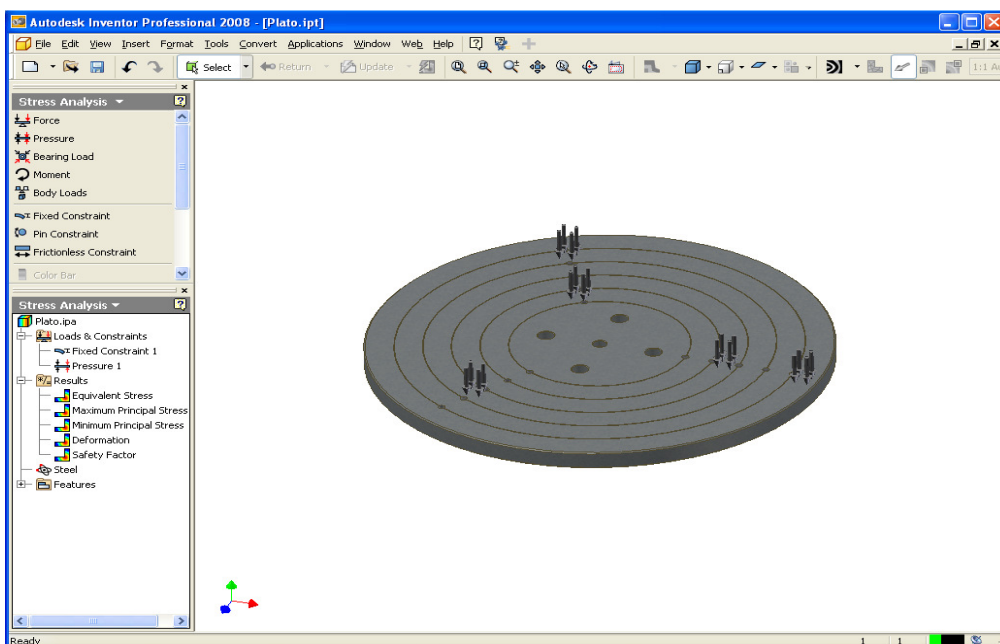 Autodesk Inventor Professional 2008 - [Plato.ipt]
File Edit View Insert Format Tools Convert Applications Window Web Help
Select Return Update
Stress Analysis
Force
Pressure
Bearing Load
Moment
Body Loads
Fixed Constraint
Pin Constraint
Frictionless Constraint
Color Bar
Stress Analysis
Plato.ipa
Loads & Constraints
Fixed Constraint 1
Pressure 1
Results
Equivalent Stress
Maximum Principal Stress
Minimum Principal Stress
Deformation
Safety Factor
Steel
Features
Ready 1 1